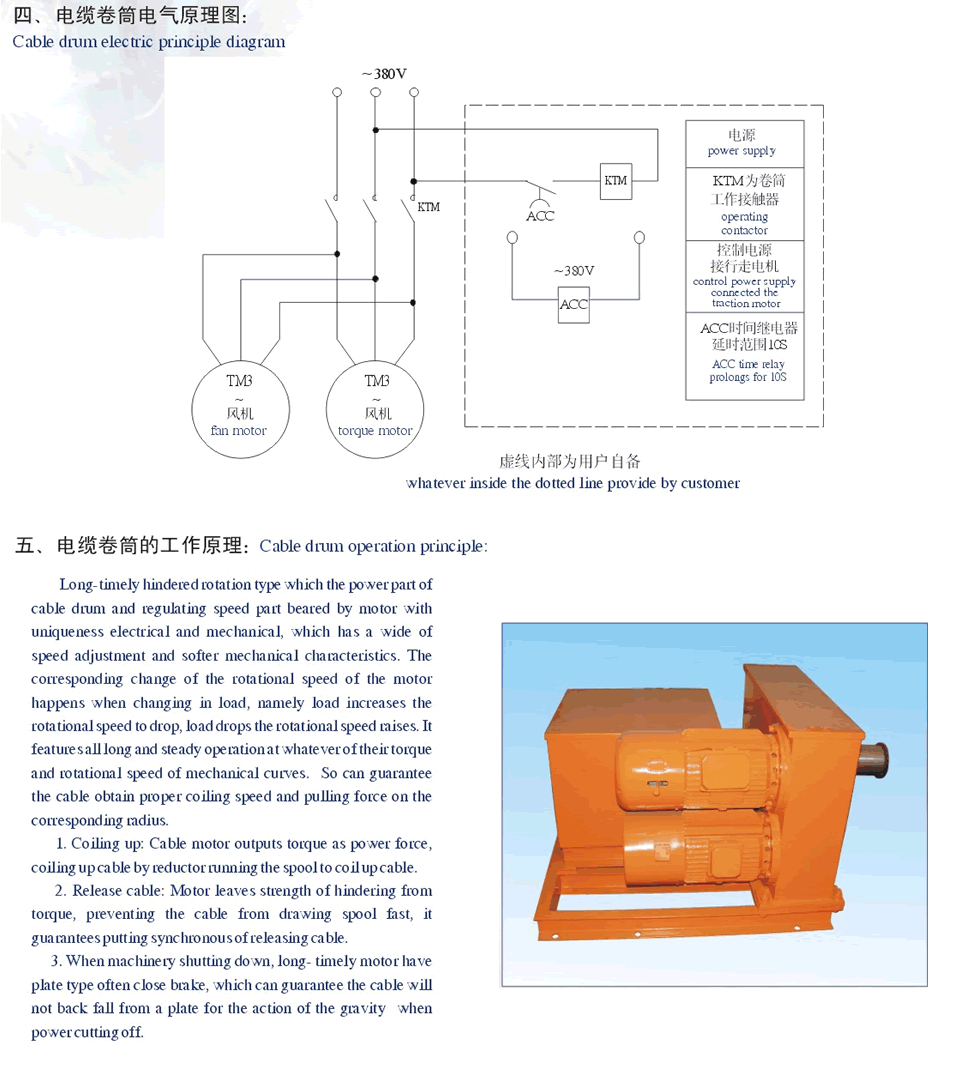 四、电缆卷筒电气原理图：
Cable drum electric principle diagram
~380V
KTM
KTM
ACC
~380V
ACC
电源
power supply
KTM为卷筒
工作接触器
operating
contactor
控制电源
接行走电机
control power supply
connected the
traction motor
ACC时间继电器
延时范围10S
ACC time relay
prolongs for 10S
TM3
~
风机
fan motor
TM3
~
风机
torque motor
虚线内部为用户自备
whatever inside the dotted line provide by customer
五、电缆卷筒的工作原理：Cable drum operation principle:
Long-timely hindered rotation type which the power part of
cable drum and regulating speed part beared by motor with
uniqueness electrical and mechanical, which has a wide of
speed adjustment and softer mechanical characteristics. The
corresponding change of the rotational speed of the motor
happens when changing in load, namely load increases the
rotational speed to drop, load drops the rotational speed raises. It
features all long and steady operation at whatever of their torque
and rotational speed of mechanical curves. So can guarantee
the cable obtain proper coiling speed and pulling force on the
corresponding radius.
1. Coiling up: Cable motor outputs torque as power force,
coiling up cable by reductor running the spool to coil up cable.
2. Release cable: Motor leaves strength of hindering from
torque, preventing the cable from drawing spool fast, it
guarantees putting synchronous of releasing cable.
3. When machinery shutting down, long- timely motor have
plate type often close brake, which can guarantee the cable will
not back fall from a plate for the action of the gravity when
power cutting off.